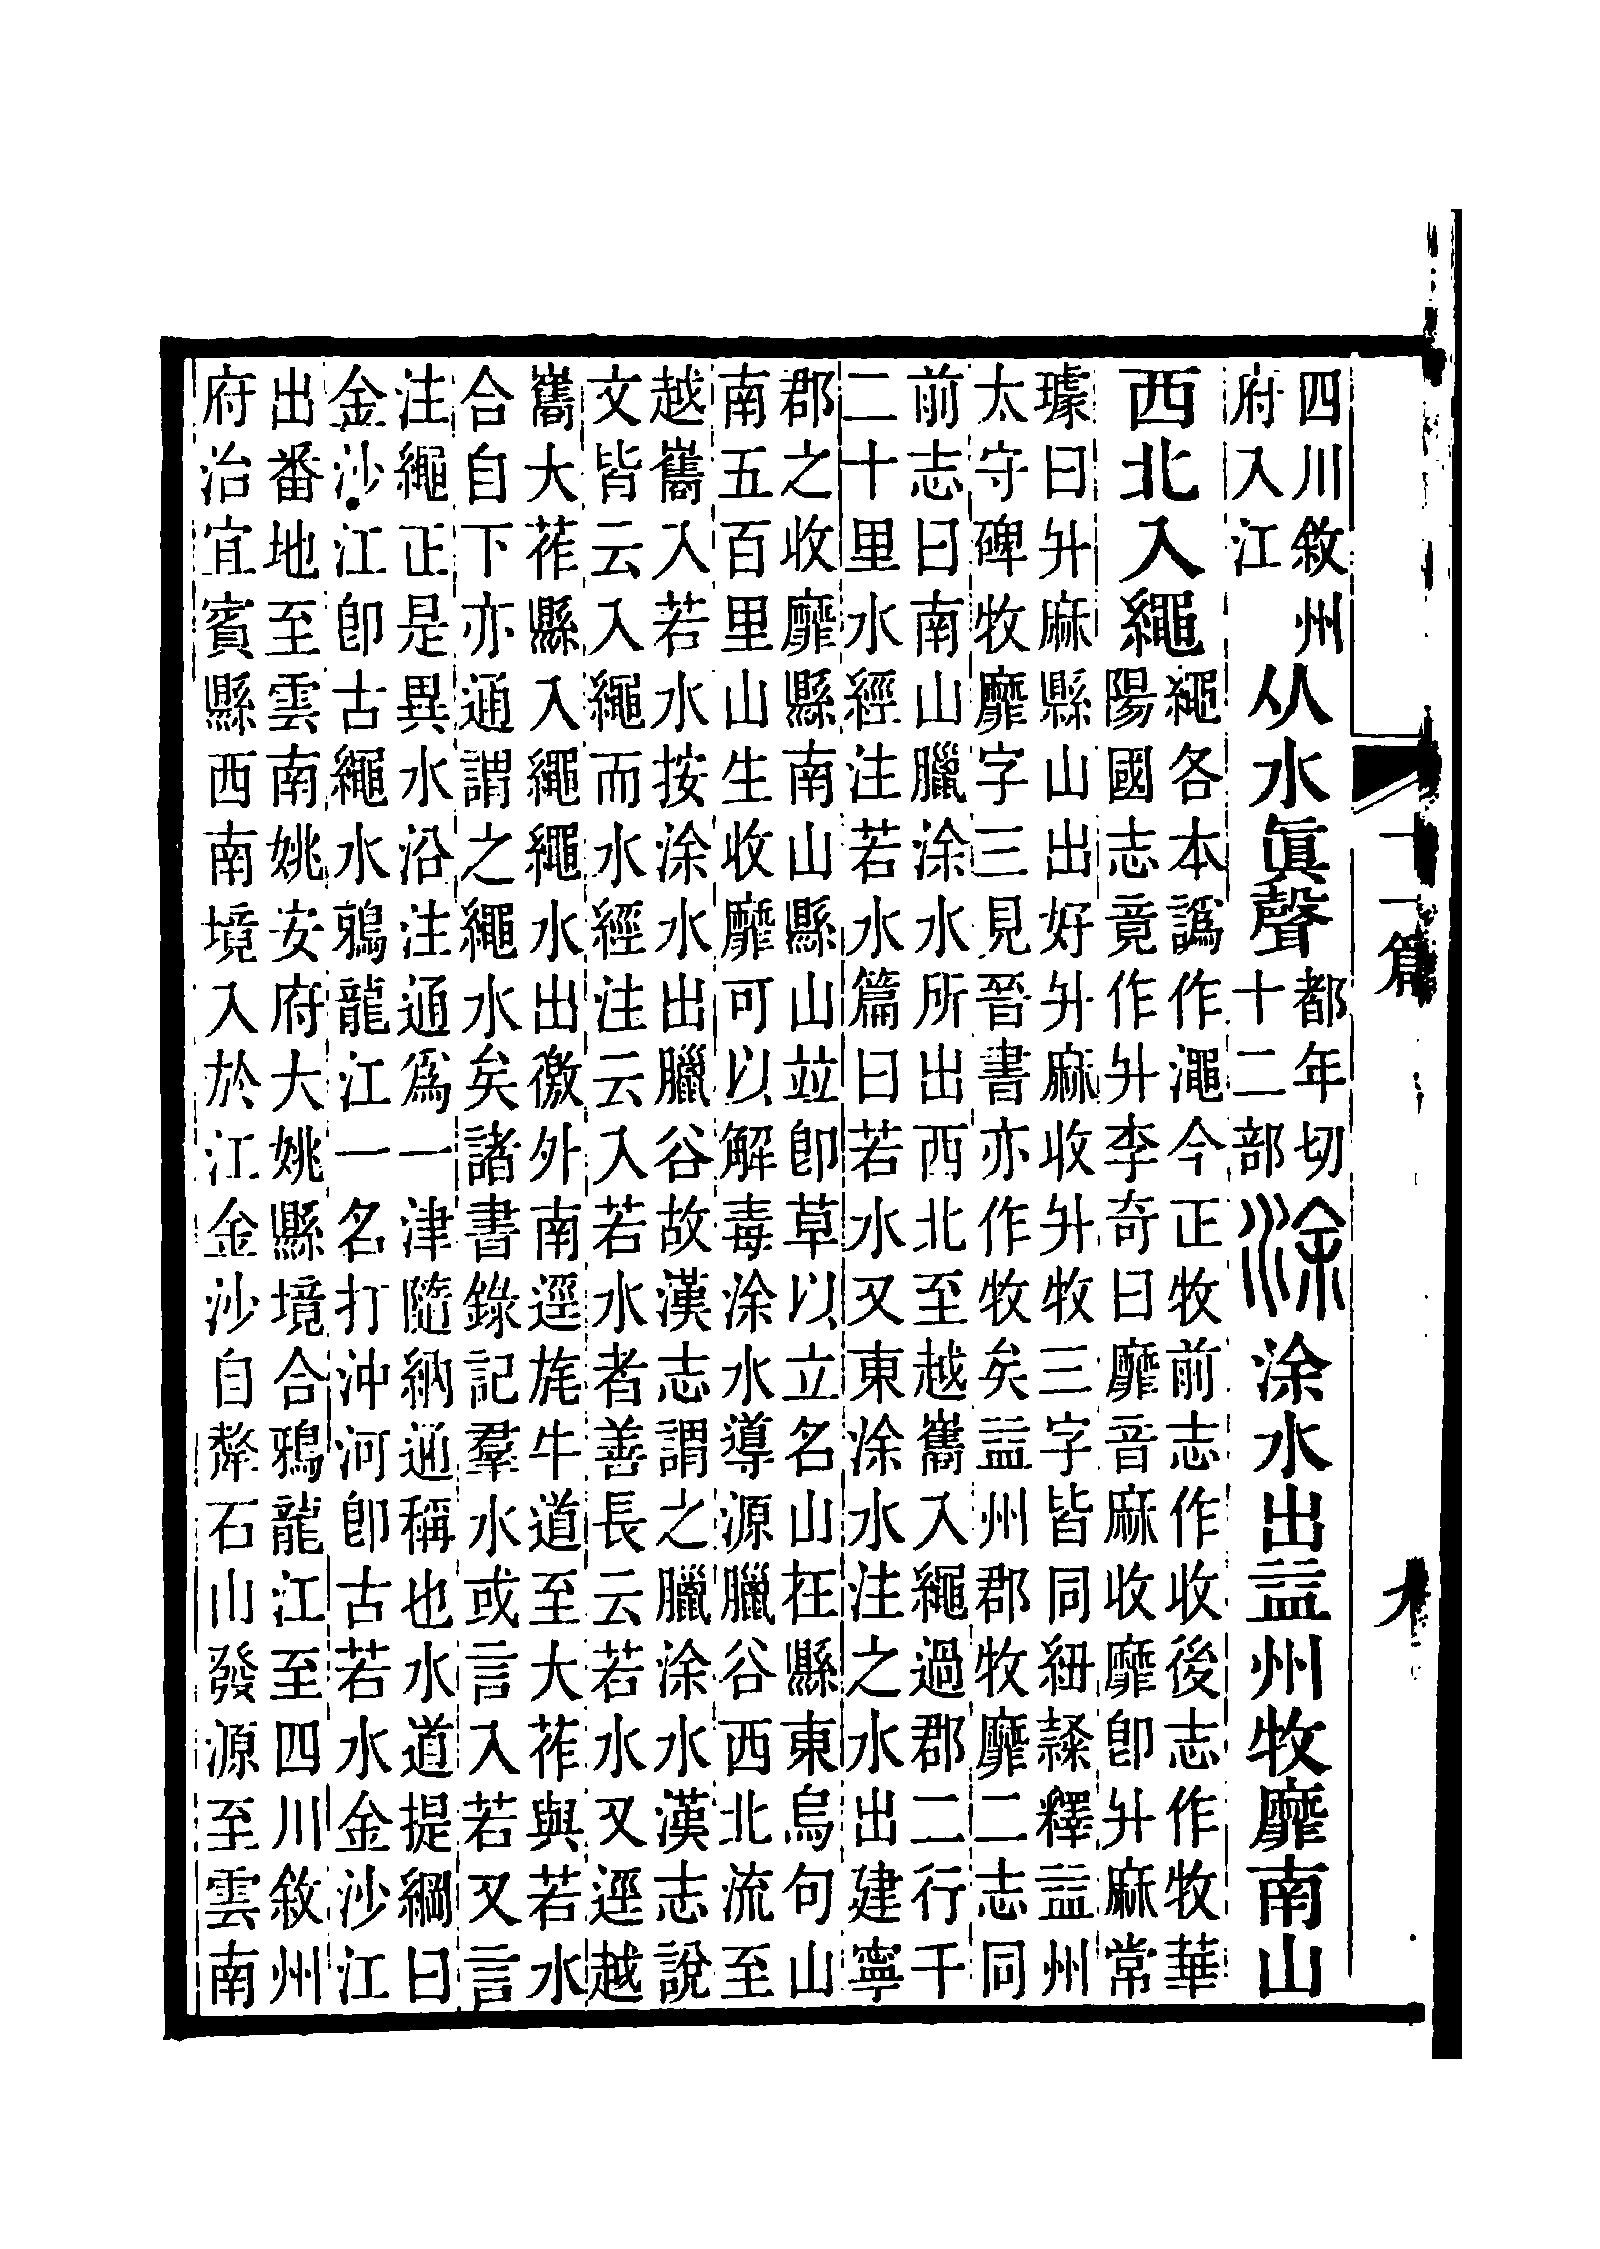 十一篇
九
四川敘州
府入江
从水眞聲
都年切
十二部
涂 涂水出益州牧靡南山
西北入繩
繩各本譌作澠今正牧前志作收後志作牧華
陽國志竟作升李奇曰靡音麻收靡卽升麻常
璩曰升麻縣山出好升麻收升牧三字皆同紐隸釋益州
太守碑牧靡字三見晉書亦作牧矣益州郡牧靡二志同
前志曰南山臘涂水所出西北至越巂入繩過郡二行千
二十里水經注若水篇曰若水又東涂水注之水出建寧
郡之收靡縣南山縣山竝卽草以立名山在縣東烏句山
南五百里山生收靡可以解毒涂水導源臘谷西北流至
越巂入若水按涂水出臘谷故漢志謂之臘涂水漢志說
文皆云入繩而水經注云入若水者善長云若水又逕越
巂大莋縣入繩繩水出徼外南逕旄牛道至大莋與若水
合自下亦通謂之繩水矣諸書錄記羣水或言入若又言
注繩正是異水沿注通爲一津隨納通稱也水道提綱曰
金沙江卽古繩水鵶龍江一名打沖河卽古若水金沙江
出番地至雲南姚安府大姚縣境合鴉龍江至四川敘州
府治宜賓縣西南境入於江金沙自犛石山發源至雲南